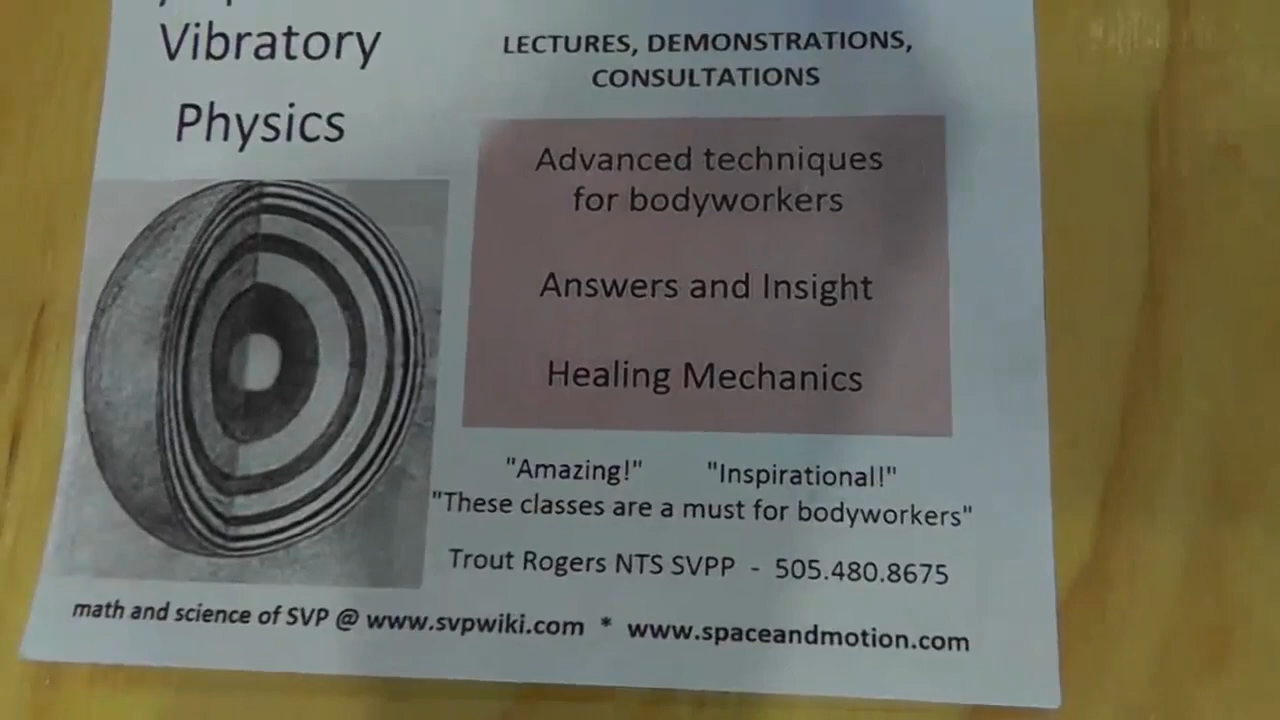 Vibratory
Physics
LECTURES, DEMONSTRATIONS,
CONSULTATIONS
Advanced techniques
for bodyworkers
Answers and Insight
Healing Mechanics
"Amazing!" "Inspirational!"
"These classes are a must for bodyworkers"
Trout Rogers NTS SVPP - 505.480.8675
math and science of SVP @ www.svpwiki.com * www.spaceandmotion.com